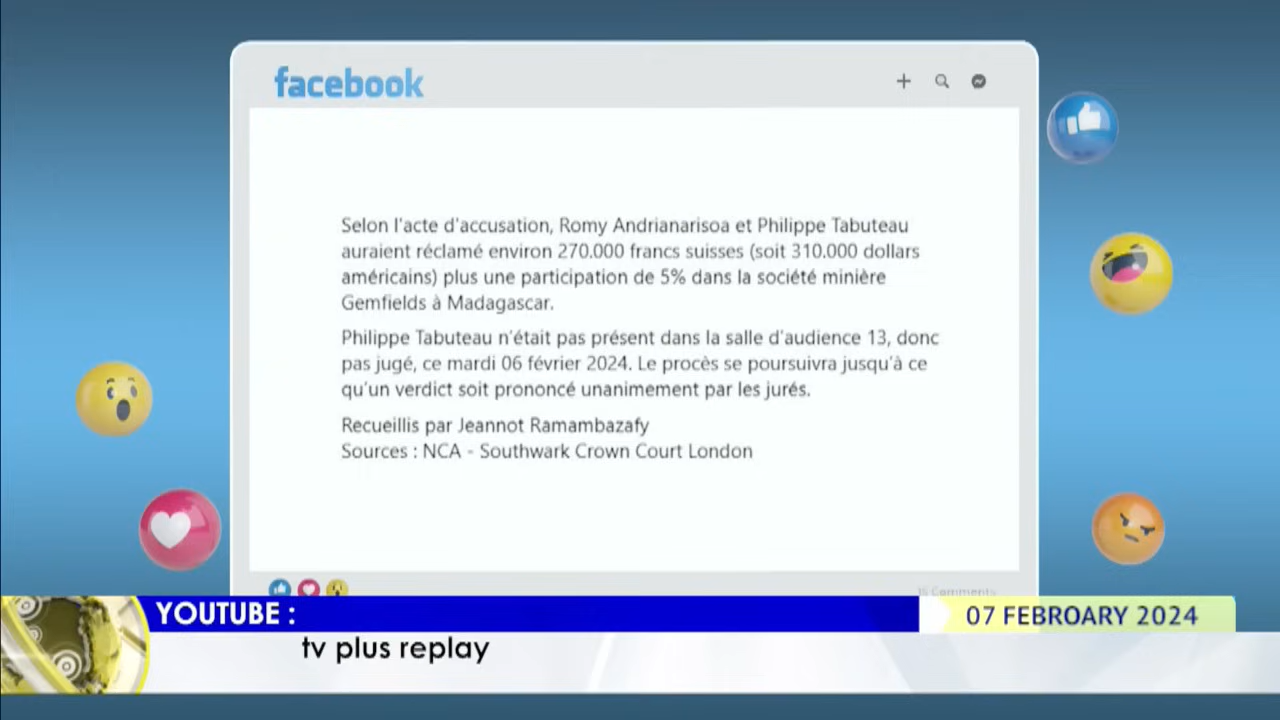 facebook
Selon l'acte d'accusation, Romy Andrianarisoa et Philippe Tabuteau
auraient réclamé environ 270.000 francs suisses (soit 310.000 dollars
américains) plus une participation de 5% dans la société minière
Gemfields à Madagascar.
Philippe Tabuteau n'était pas présent dans la salle d'audience 13, donc
pas jugé, ce mardi 06 février 2024. Le procès se poursuivra jusqu'à ce
qu'un verdict soit prononcé unanimement par les jurés.
Recueillis par Jeannot Ramambazafy
Sources : NCA - Southwark Crown Court London
Comments
YOUTUBE :
07 FEBROARY 2024
tv plus replay